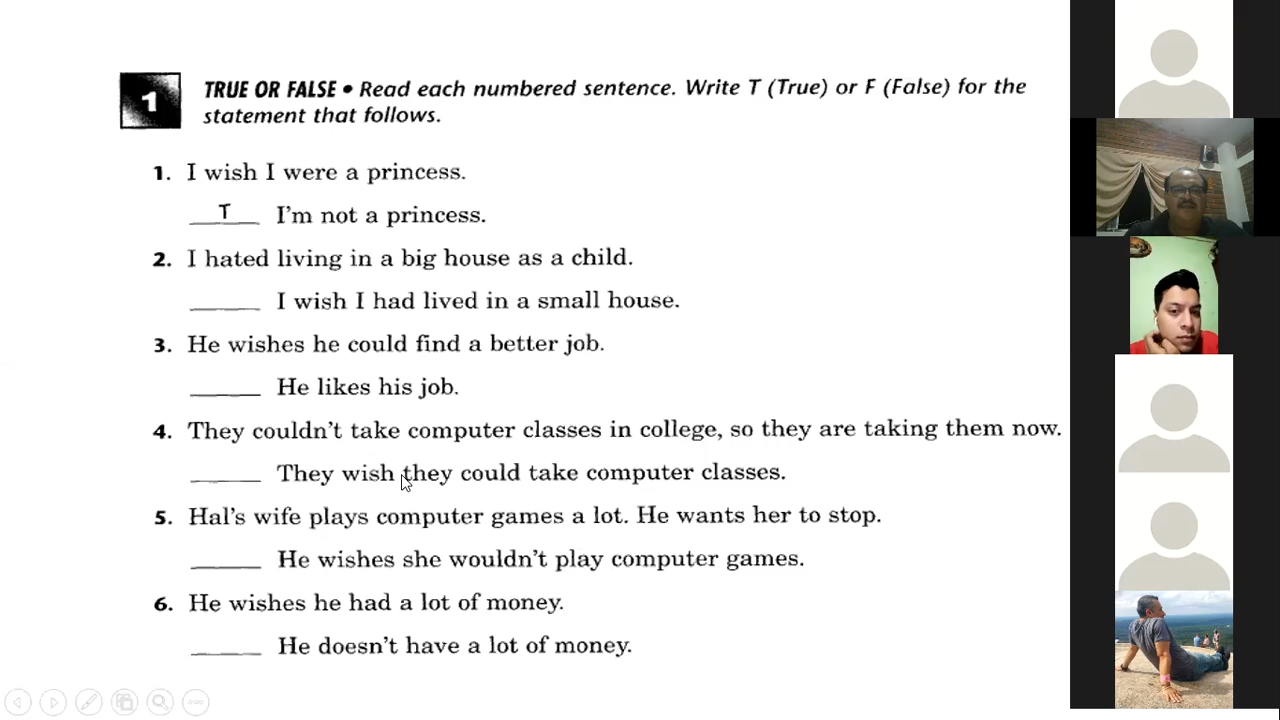 1
TRUE OR FALSE • Read each numbered sentence. Write T (True) or F (False) for the
statement that follows.
1. I wish I were a princess.
T I'm not a princess.
2. I hated living in a big house as a child.
_____ I wish I had lived in a small house.
3. He wishes he could find a better job.
_____ He likes his job.
4. They couldn't take computer classes in college, so they are taking them now.
_____ They wish they could take computer classes.
5. Hal's wife plays computer games a lot. He wants her to stop.
_____ He wishes she wouldn't play computer games.
6. He wishes he had a lot of money.
_____ He doesn't have a lot of money.